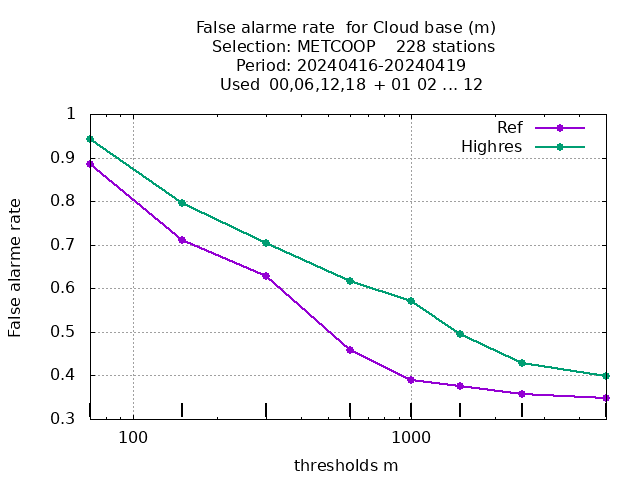 False alarme rate  for Cloud base (m)
Selection: METCOOP    228 stations
Period: 20240416-20240419
Used  00,06,12,18  + 01 02 ... 12
Ref
Highres
False alarme rate
1
0.9
0.8
0.7
0.6
0.5
0.4
0.3
100
1000
thresholds m